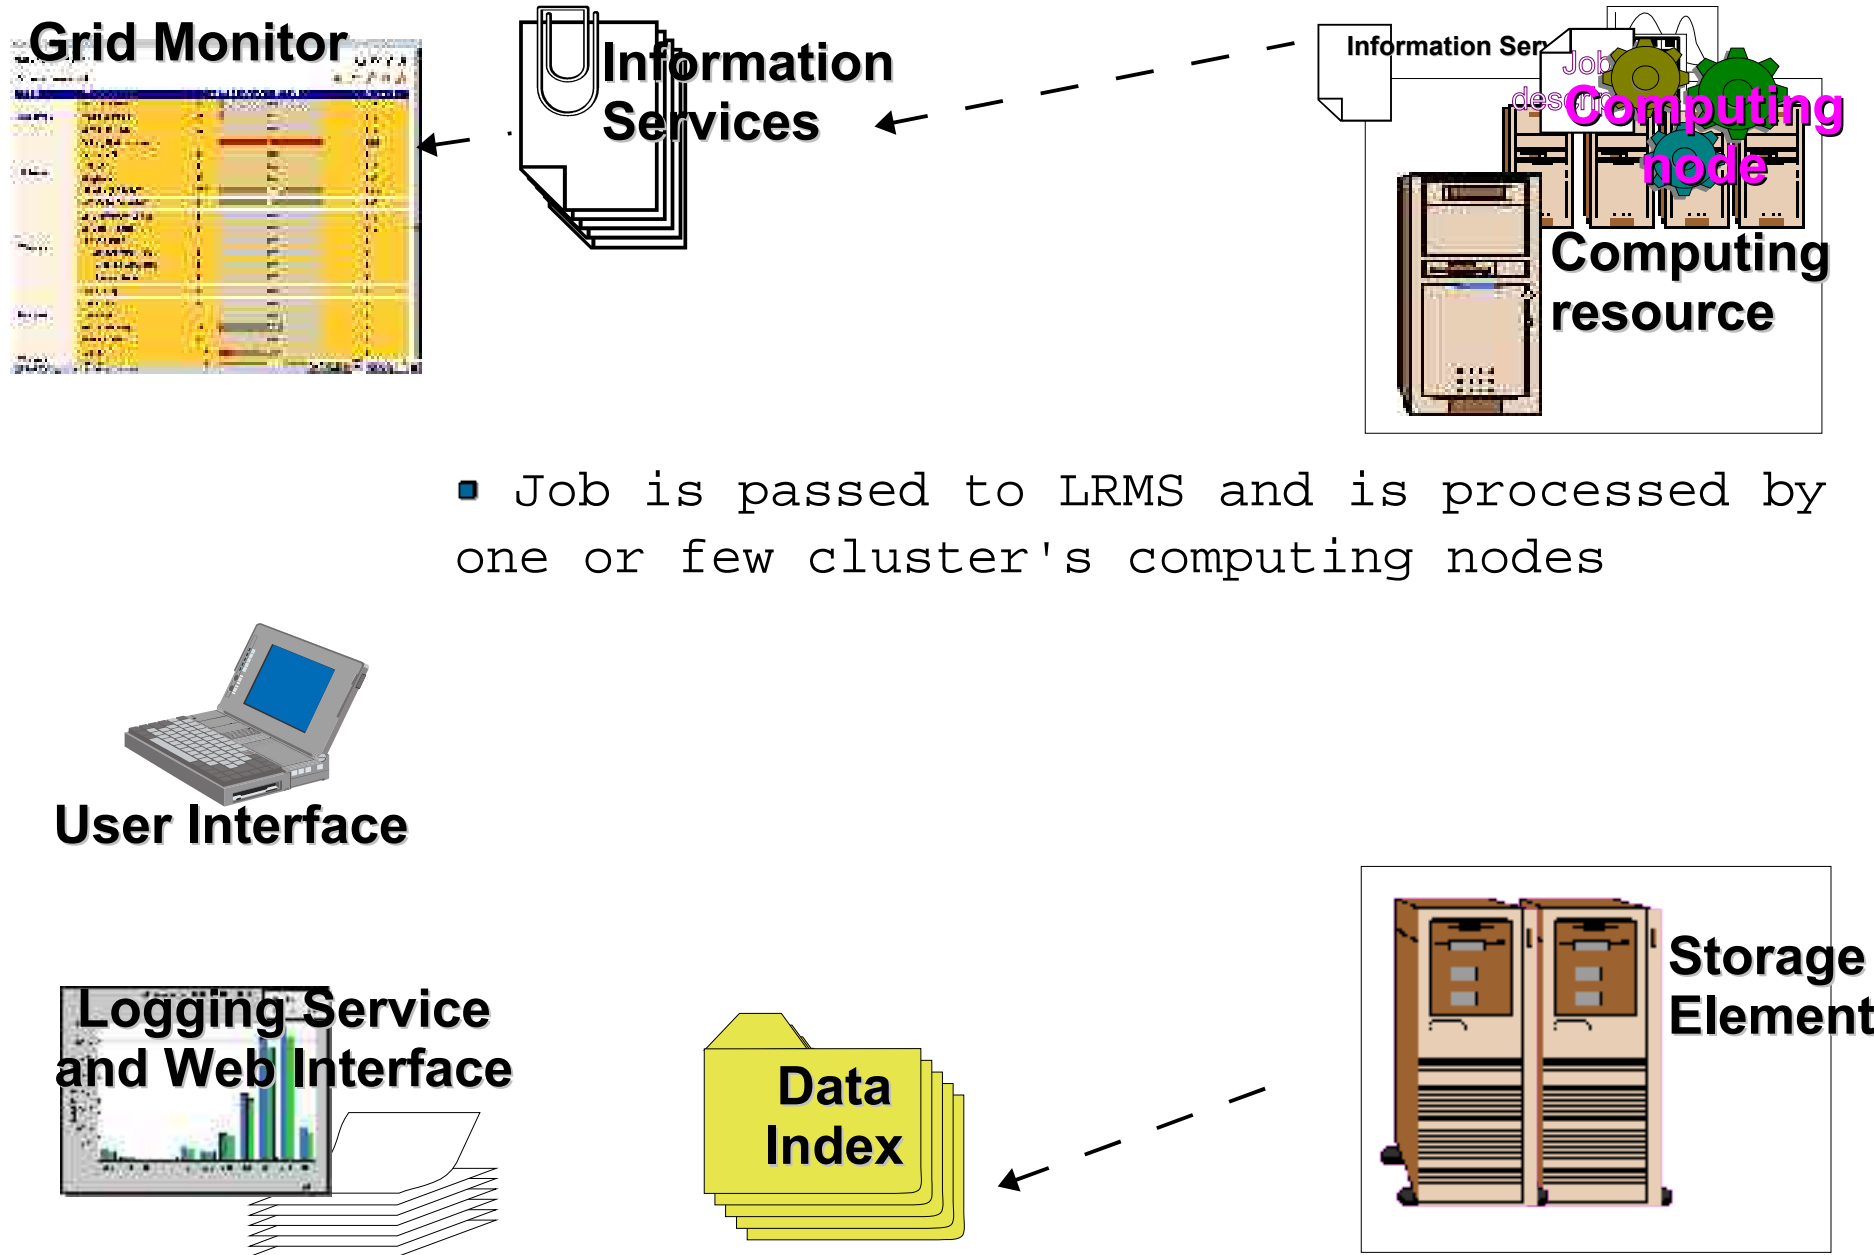 Grid Monitor
Information
Services
Information Ser
Job
descrip
Computing
node
Computing
resource
Job is passed to LRMS and is processed by
one or few cluster's computing nodes
User Interface
Logging Service
and Web Interface
Data
Index
Storage
Element